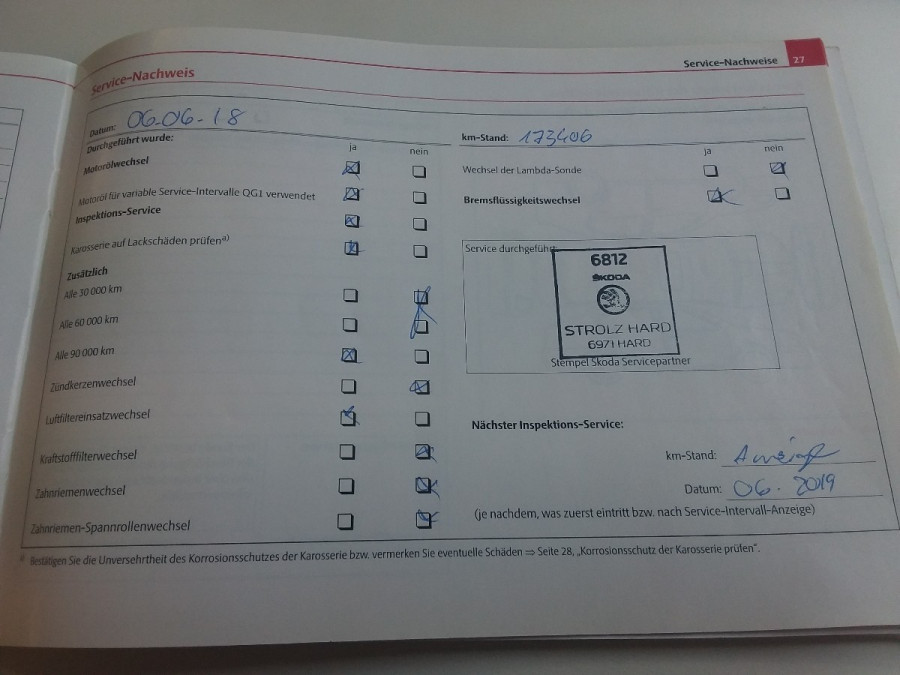 Service-Nachweise 27
Service-Nachweis
Datum: 06.06.18
km-Stand: 173406
Durchgeführt wurde:
ja nein
ja nein
Motorölwechsel
Motoröl für variable Service-Intervalle QG1 verwendet
Inspektions-Service
Karosserie auf Lackschäden prüfen a)
Zusätzlich
Alle 30 000 km
Alle 60 000 km
Alle 90 000 km
Zündkerzenwechsel
Luftfiltereinsatzwechsel
Kraftstofffilterwechsel
Zahnriemenwechsel
Zahnriemen-Spannrollenwechsel
Wechsel der Lambda-Sonde
Bremsflüssigkeitswechsel
Service durchgeführt
6812
ŠKODA
STROLZ HARD
6971 HARD
Stempel Skoda Servicepartner
Nächster Inspektions-Service:
km-Stand:
Datum: 06. 2019
(je nachdem, was zuerst eintritt bzw. nach Service-Intervall-Anzeige)
a) Bestätigen Sie die Unversehrtheit des Korrosionsschutzes der Karosserie bzw. vermerken Sie eventuelle Schäden ⇒ Seite 28, „Korrosionsschutz der Karosserie prüfen“.